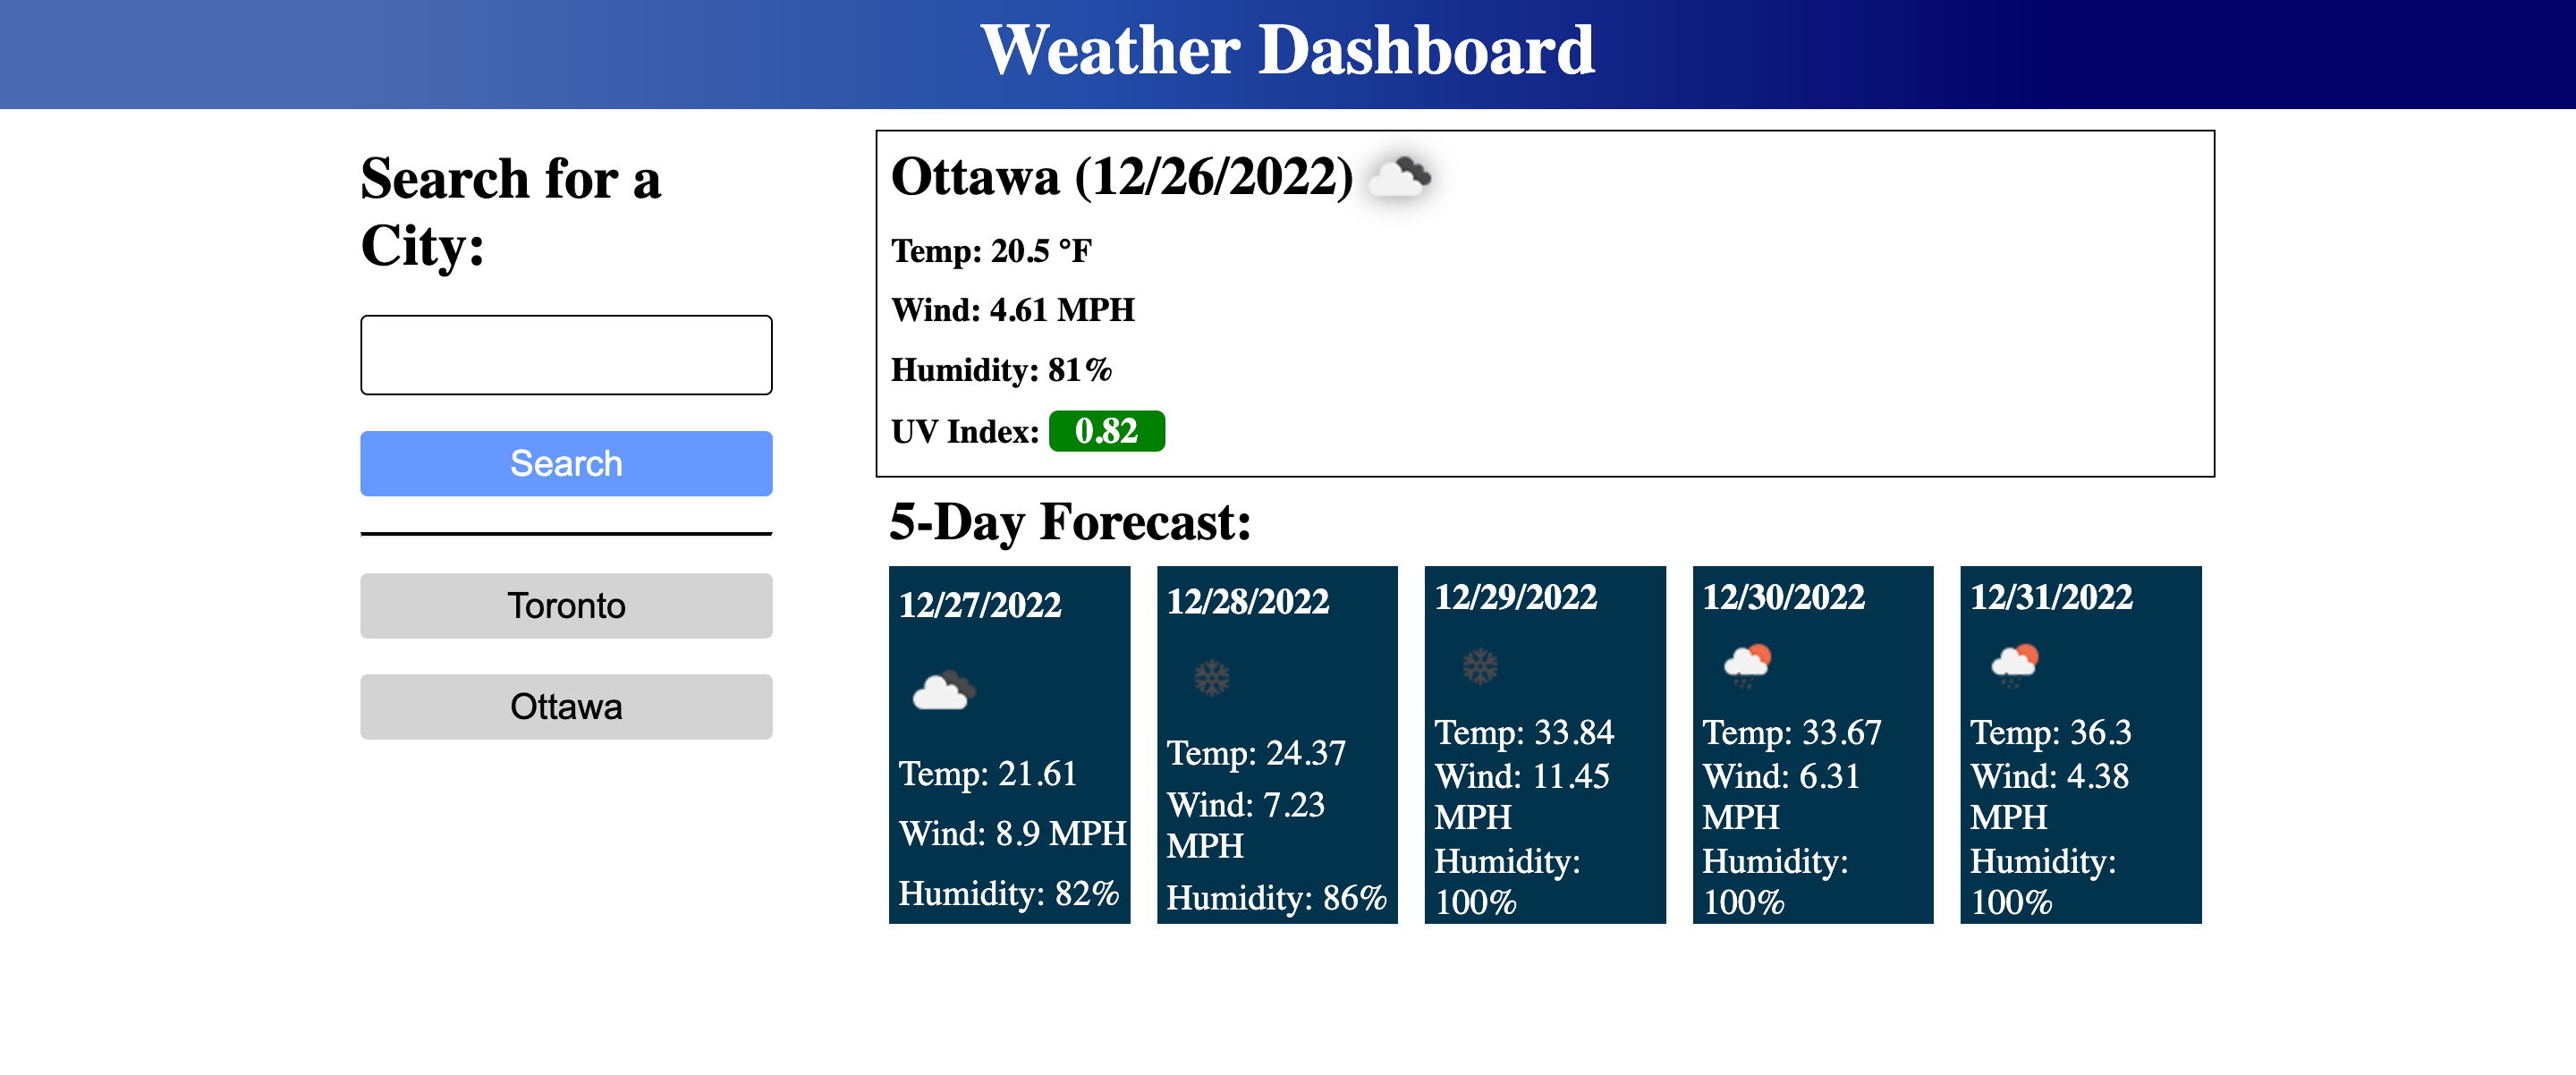 Weather Dashboard
Search for a
City:
Search
Toronto
Ottawa
Ottawa (12/26/2022)
Temp: 20.5 °F
Wind: 4.61 MPH
Humidity: 81%
UV Index: 0.82
5-Day Forecast:
12/27/2022
Temp: 21.61
Wind: 8.9 MPH
Humidity: 82%
12/28/2022
Temp: 24.37
Wind: 7.23
MPH
Humidity: 86%
12/29/2022
Temp: 33.84
Wind: 11.45
MPH
Humidity:
100%
12/30/2022
Temp: 33.67
Wind: 6.31
MPH
Humidity:
100%
12/31/2022
Temp: 36.3
Wind: 4.38
MPH
Humidity:
100%